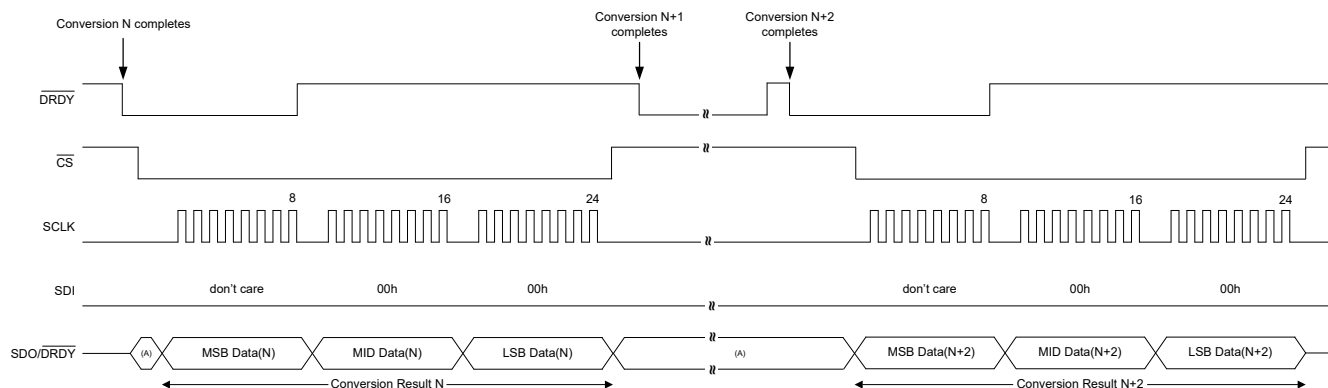 Conversion N completes
Conversion N+1
completes
Conversion N+2
completes
DRDY
CS
8
16
24
8
16
24
SCLK
SDI
don't care
00h
00h
don't care
00h
00h
SDO/DRDY
(A)
MSB Data(N)
MID Data(N)
LSB Data(N)
(A)
MSB Data(N+2)
MID Data(N+2)
LSB Data(N+2)
Conversion Result N
Conversion Result N+2